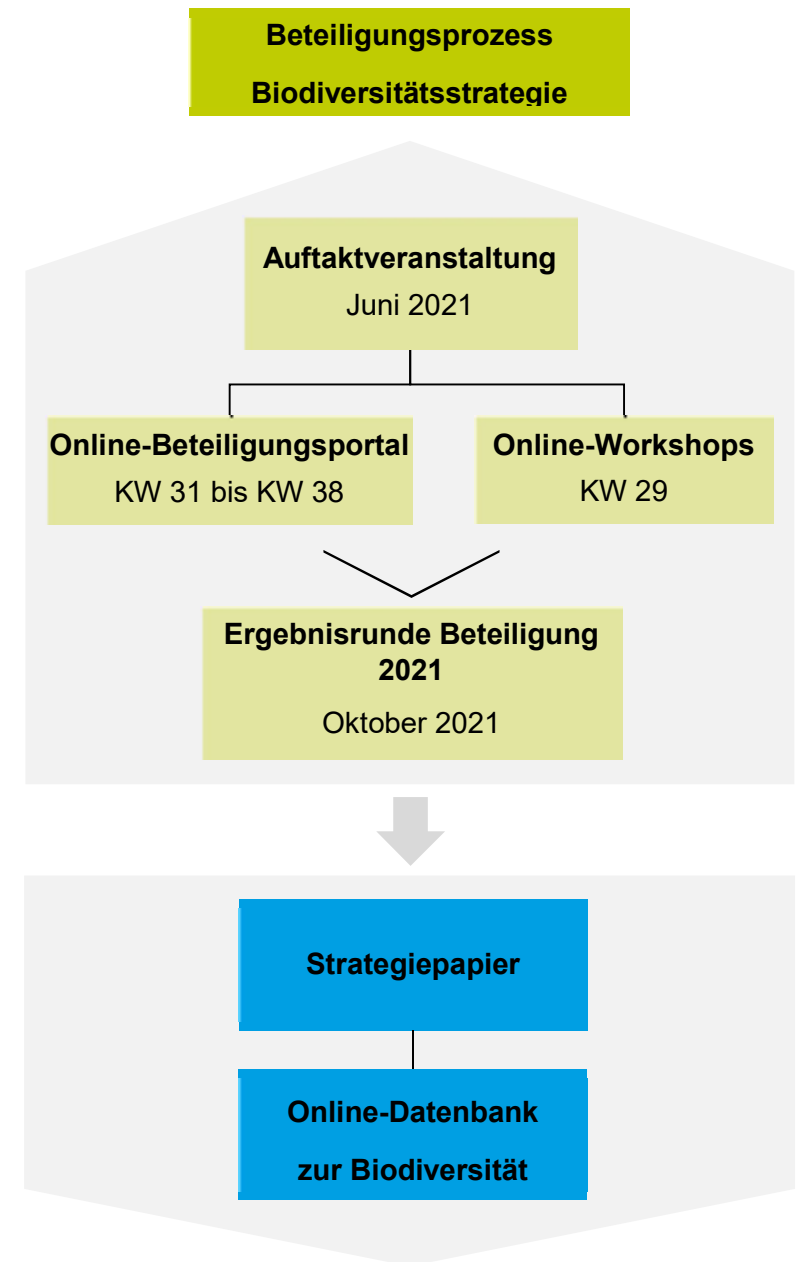 Beteiligungsprozess
Biodiversitätsstrategie
Auftaktveranstaltung
Juni 2021
Online-Beteiligungsportal
KW 31 bis KW 38
Online-Workshops
KW 29
Ergebnisrunde Beteiligung
2021
Oktober 2021
Strategiepapier
Online-Datenbank
zur Biodiversität